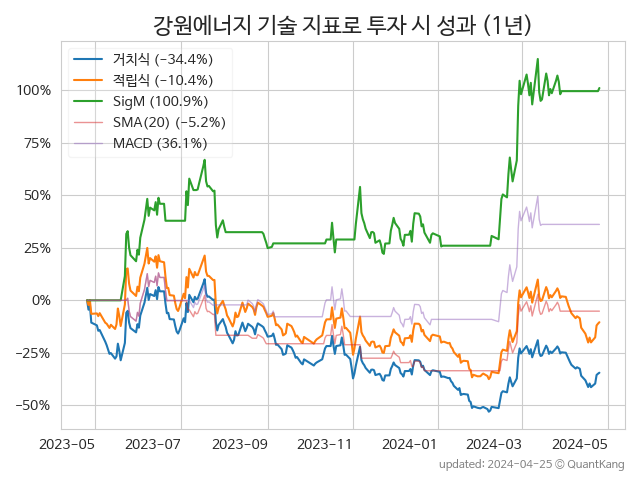 강원에너지 기술 지표로 투자 시 성과 (1년)
거치식 (−34.4%)
적립식 (−10.4%)
SigM (100.9%)
SMA(20) (−5.2%)
MACD (36.1%)
100%
75%
50%
25%
0%
−25%
−50%
2023-05 2023-07 2023-09 2023-11 2024-01 2024-03 2024-05
updated: 2024-04-25 © QuantKang